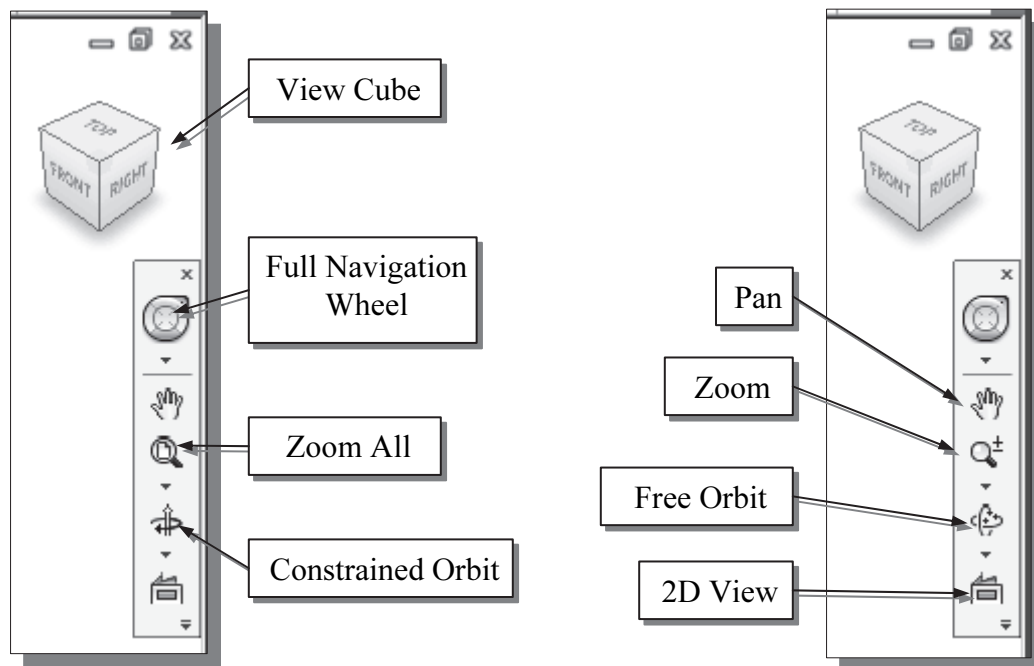 View Cube
TOP
FRONT
RIGHT
Full Navigation
Wheel
Zoom All
Constrained Orbit
TOP
FRONT
RIGHT
Pan
Zoom
Free Orbit
2D View